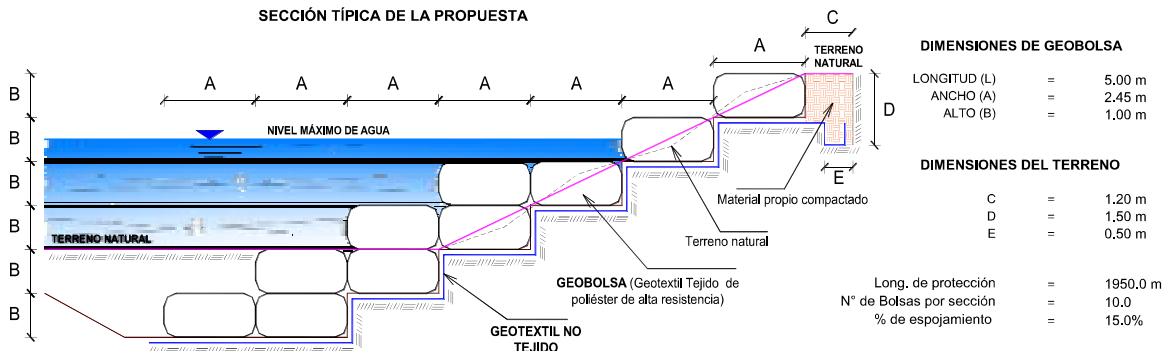 SECCIÓN TÍPICA DE LA PROPUESTA
C
A
TERRENO
NATURAL
A A A A A A
B
B
B
B
B
B
D
E
NIVEL MÁXIMO DE AGUA
TERRENO NATURAL
Material propio compactado
Terreno natural
GEOBOLSA (Geotextil Tejido de
poliéster de alta resistencia)
GEOTEXTIL NO
TEJIDO
DIMENSIONES DE GEOBOLSA
LONGITUD (L) = 5.00 m
ANCHO (A) = 2.45 m
ALTO (B) = 1,00 m
DIMENSIONES DEL TERRENO
C = 1.20 m
D = 1,50 m
E = 0,50 m
Long. de protección = 1950.0 m
N° de Bolsas por sección = 10.0
% de espojamiento = 15.0%